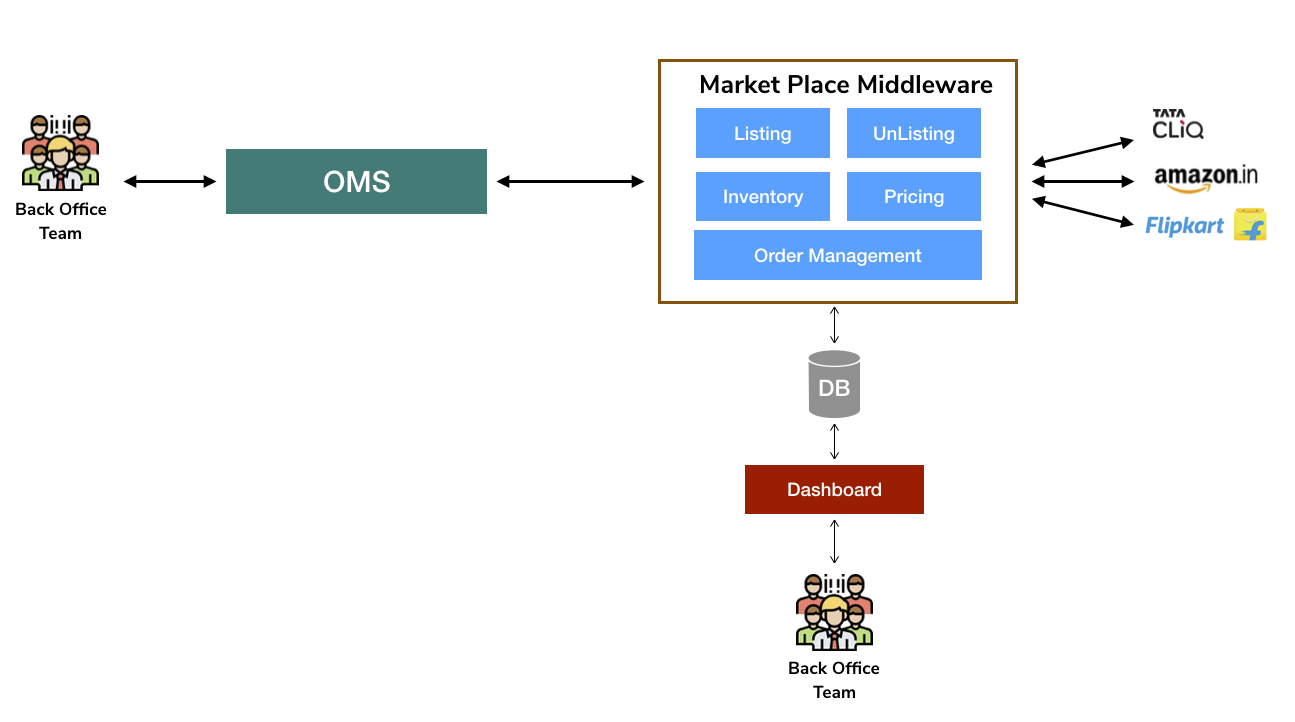 Market Place Middleware
Listing
UnListing
Inventory
Pricing
Order Management
OMS
Back Office
Team
TATA
CLiQ
amazon.in
Flipkart
DB
Dashboard
Back Office
Team